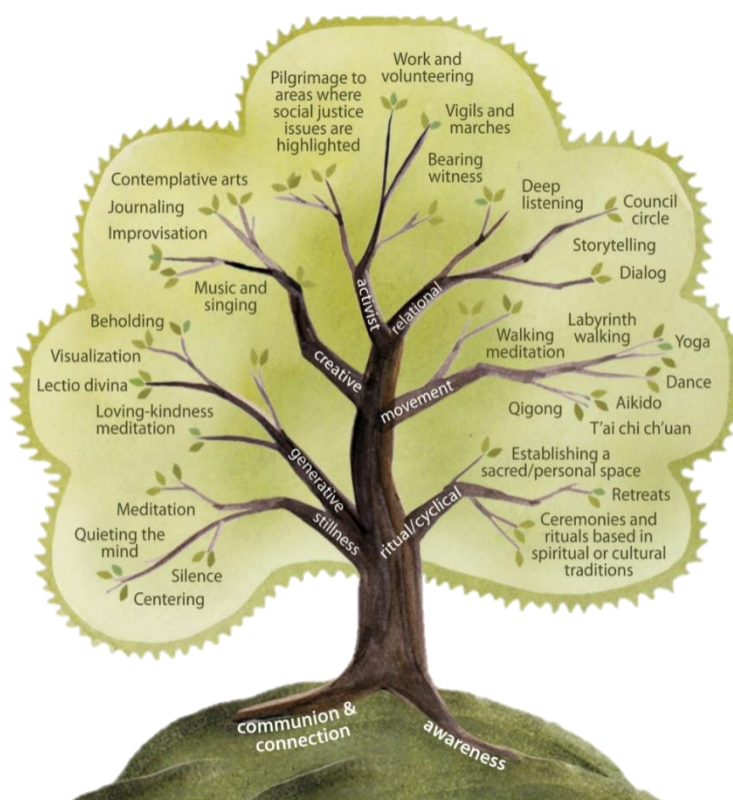 Work and
volunteering
Pilgrimage to
areas where
social justice
issues are
highlighted
Vigils and
marches
Bearing
witness
activist
Deep
listening
Council
circle
Storytelling
Dialog
relational
Contemplative arts
Journaling
Improvisation
Music and
singing
creative
Labyrinth
walking
Walking
meditation
Yoga
Dance
Aikido
Qigong
T'ai chi ch'uan
movement
Beholding
Visualization
Lectio divina
Loving-kindness
meditation
generative
Establishing a
sacred/personal space
Retreats
Ceremonies and
rituals based in
spiritual or cultural
traditions
ritual/cyclical
Meditation
Quieting the
mind
Silence
Centering
stillness
communion &
connection
awareness